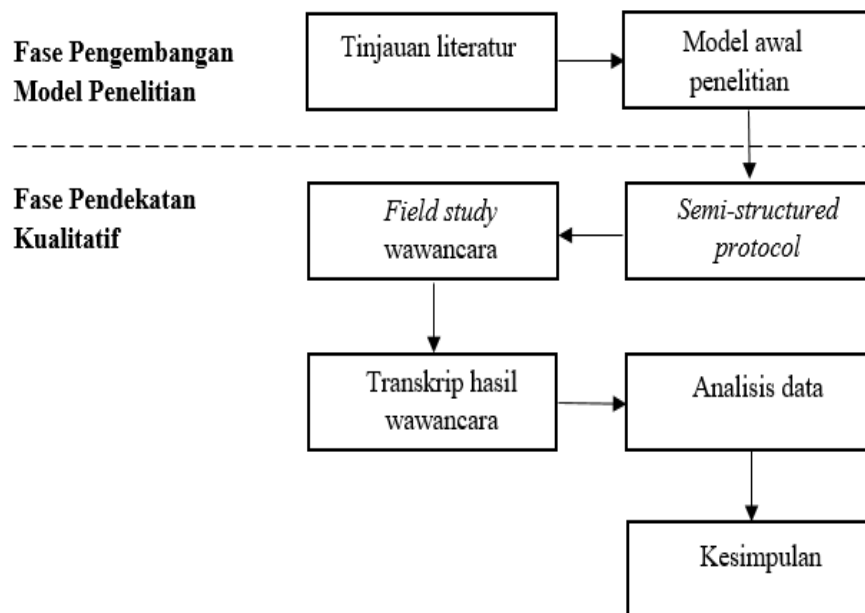 Fase Pengembangan
Model Penelitian
Tinjauan literatur
Model awal
penelitian
Fase Pendekatan
Kualitatif
Field study
wawancara
Semi-structured
protocol
Transkrip hasil
wawancara
Analisis data
Kesimpulan